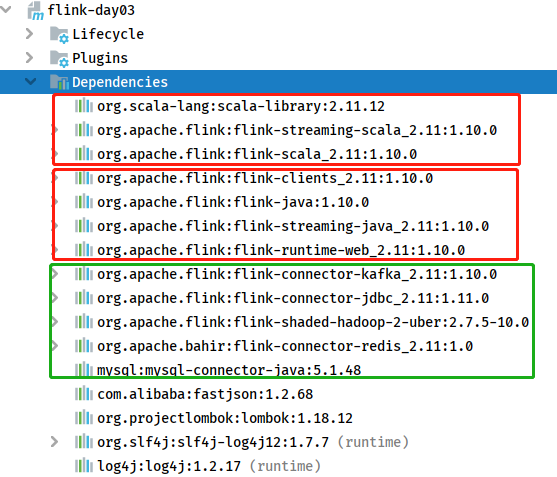 flink-day03
Lifecycle
Plugins
Dependencies
org.scala-lang:scala-library:2.11.12
org.apache.flink:flink-streaming-scala_2.11:1.10.0
org.apache.flink:flink-scala_2.11:1.10.0
org.apache.flink:flink-clients_2.11:1.10.0
org.apache.flink:flink-java:1.10.0
org.apache.flink:flink-streaming-java_2.11:1.10.0
org.apache.flink:flink-runtime-web_2.11:1.10.0
org.apache.flink:flink-connector-kafka_2.11:1.10.0
org.apache.flink:flink-connector-jdbc_2.11:1.11.0
org.apache.flink:flink-shaded-hadoop-2-uber:2.7.5-10.0
org.apache.bahir:flink-connector-redis_2.11:1.0
mysql:mysql-connector-java:5.1.48
com.alibaba:fastjson:1.2.68
org.projectlombok:lombok:1.18.12
org.slf4j:slf4j-log4j12:1.7.7 (runtime)
log4j:log4j:1.2.17 (runtime)